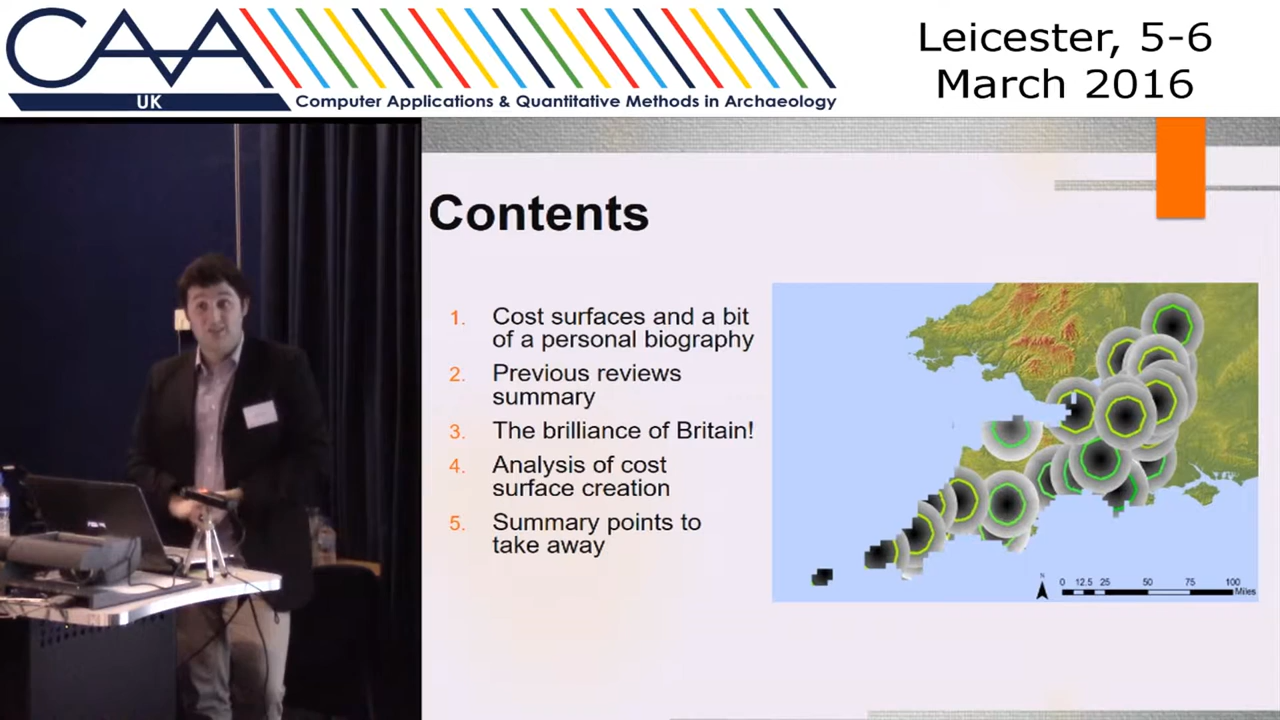 CAA
UK
Computer Applications & Quantitative Methods in Archaeology
Leicester, 5-6
March 2016
Contents
1. Cost surfaces and a bit
of a personal biography
2. Previous reviews
summary
3. The brilliance of Britain!
4. Analysis of cost
surface creation
5. Summary points to
take away
N
0 12.5 25 50 75 100
Miles